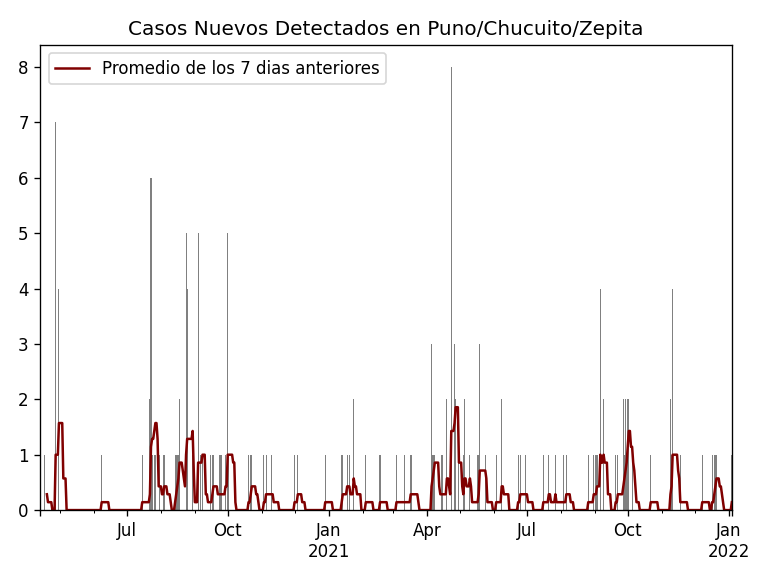 Casos Nuevos Detectados en Puno/Chucuito/Zepita
Promedio de los 7 dias anteriores
8
7
6
5
4
3
2
1
0
Jul
Oct
Jan
2021
Apr
Jul
Oct
Jan
2022